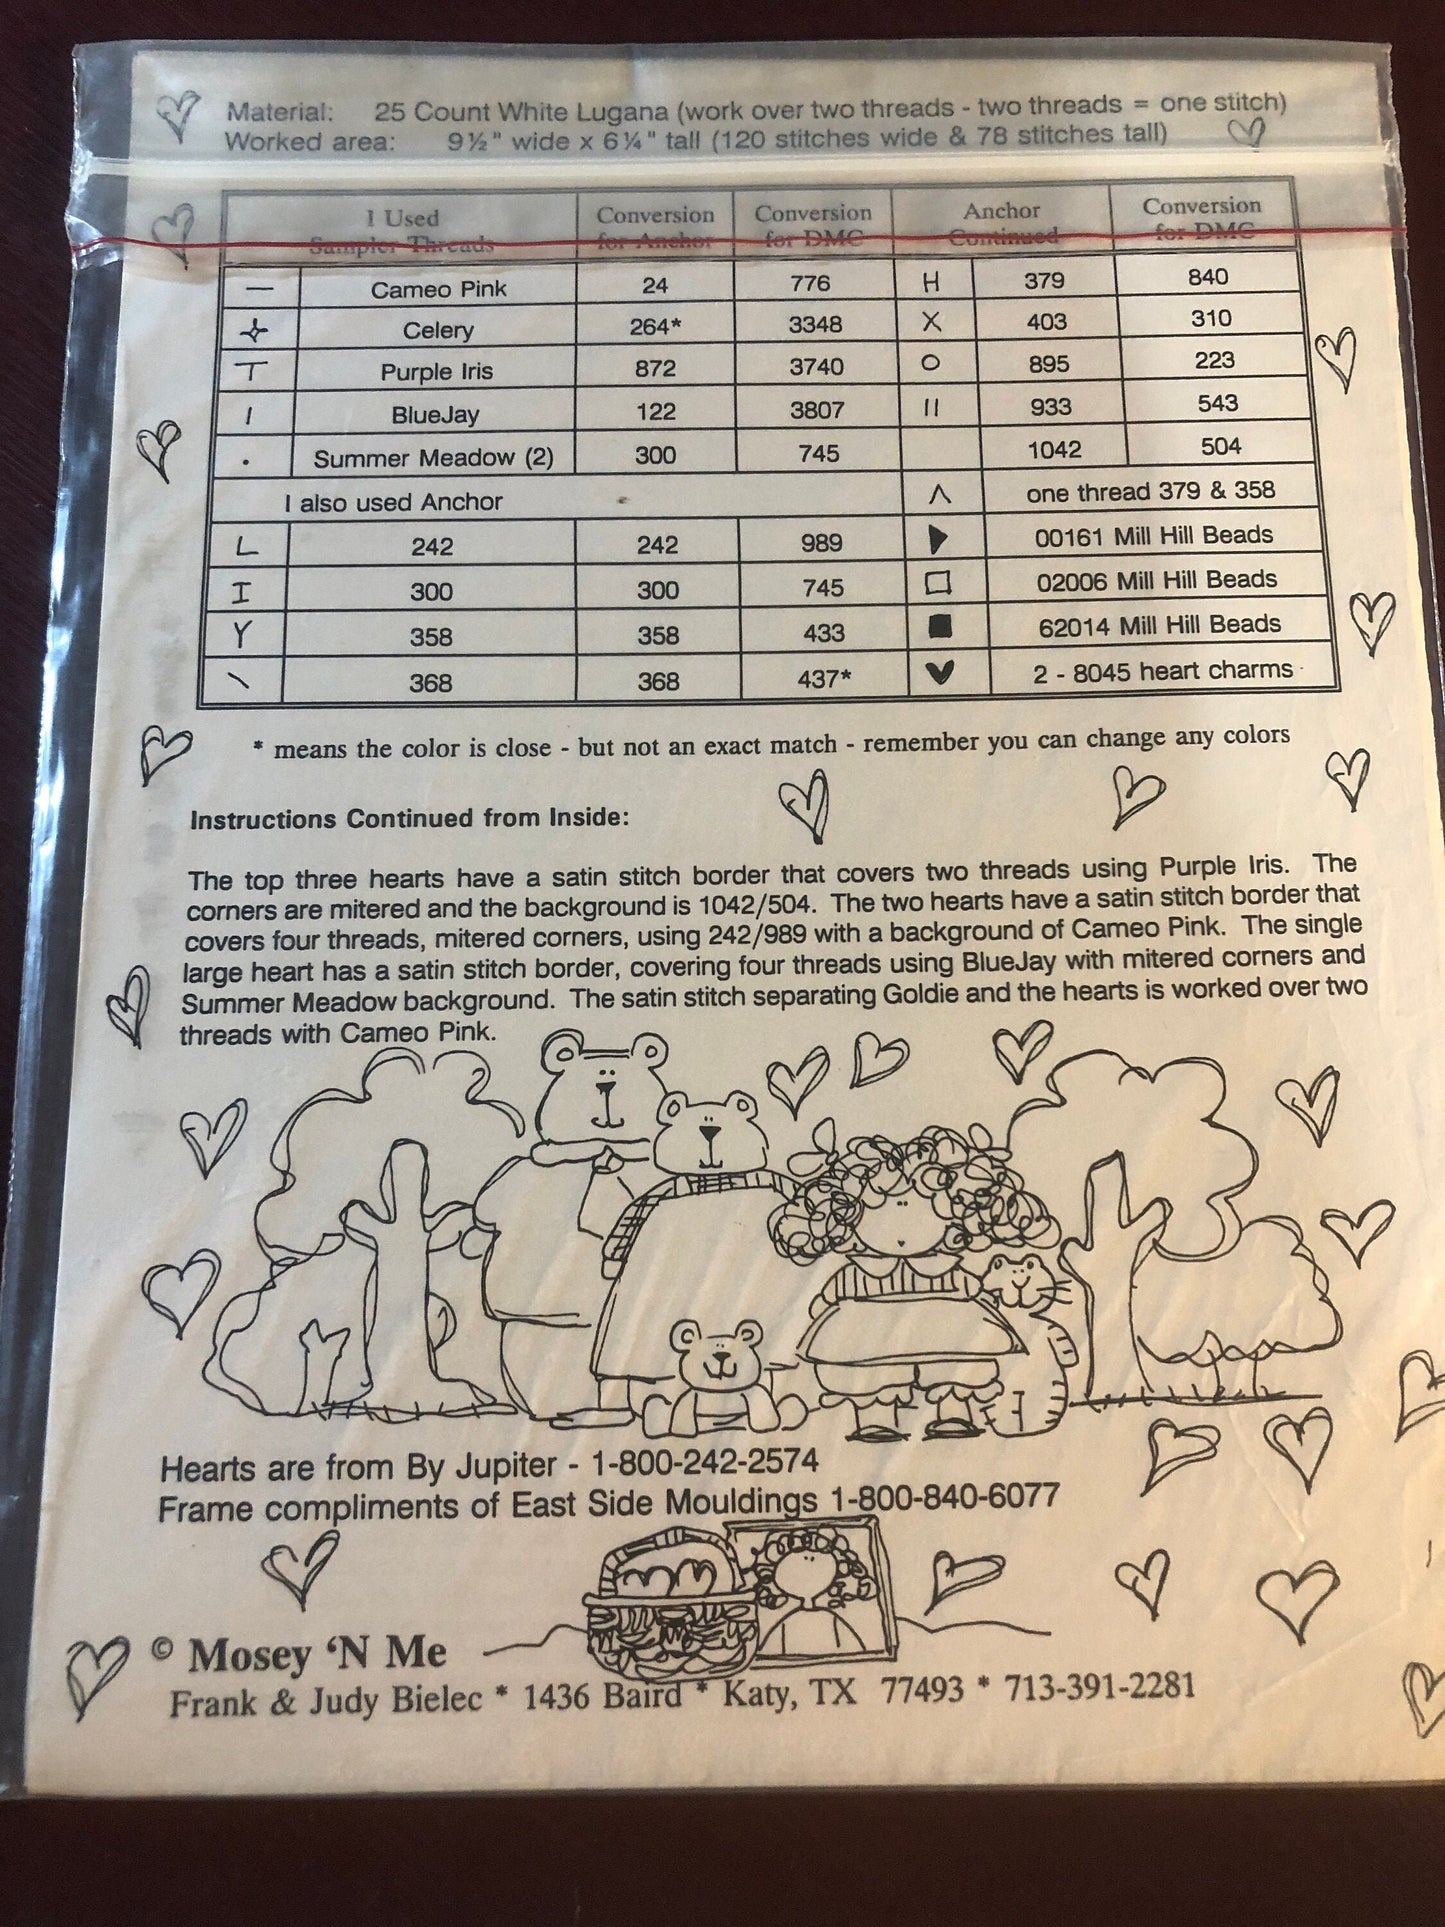 Material: 25 Count White Lugana (work over two threads - two threads = one stitch)
Worked area: 9½" wide x 6¼" tall (120 stitches wide & 78 stitches tall)
I Used Sampler Threads | Conversion for Anchor | Conversion for DMC | Anchor Continued | Conversion for DMC
— Cameo Pink 24 776 H 379 840
Celery 264* 3348 X 403 310
T Purple Iris 872 3740 O 895 223
I BlueJay 122 3807 II 933 543
. Summer Meadow (2) 300 745 1042 504
I also used Anchor Λ one thread 379 & 358
L 242 242 989 ▶ 00161 Mill Hill Beads
I 300 300 745 □ 02006 Mill Hill Beads
Y 358 358 433 ■ 62014 Mill Hill Beads
\ 368 368 437* ♥ 2 - 8045 heart charms
* means the color is close - but not an exact match - remember you can change any colors
Instructions Continued from Inside:
The top three hearts have a satin stitch border that covers two threads using Purple Iris. The
corners are mitered and the background is 1042/504. The two hearts have a satin stitch border that
covers four threads, mitered corners, using 242/989 with a background of Cameo Pink. The single
large heart has a satin stitch border, covering four threads using BlueJay with mitered corners and
Summer Meadow background. The satin stitch separating Goldie and the hearts is worked over two
threads with Cameo Pink.
Hearts are from By Jupiter - 1-800-242-2574
Frame compliments of East Side Mouldings 1-800-840-6077
© Mosey 'N Me
Frank & Judy Bielec * 1436 Baird * Katy, TX 77493 * 713-391-2281